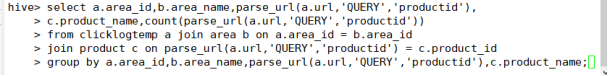 hive> select a.area_id,b.area_name,parse_url(a.url,'QUERY','productid'),
    > c.product_name,count(parse_url(a.url,'QUERY','productid'))
    > from clicklogtemp a join area b on a.area_id = b.area_id
    > join product c on parse_url(a.url,'QUERY','productid') = c.product_id
    > group by a.area_id,b.area_name,parse_url(a.url,'QUERY','productid'),c.product_name;